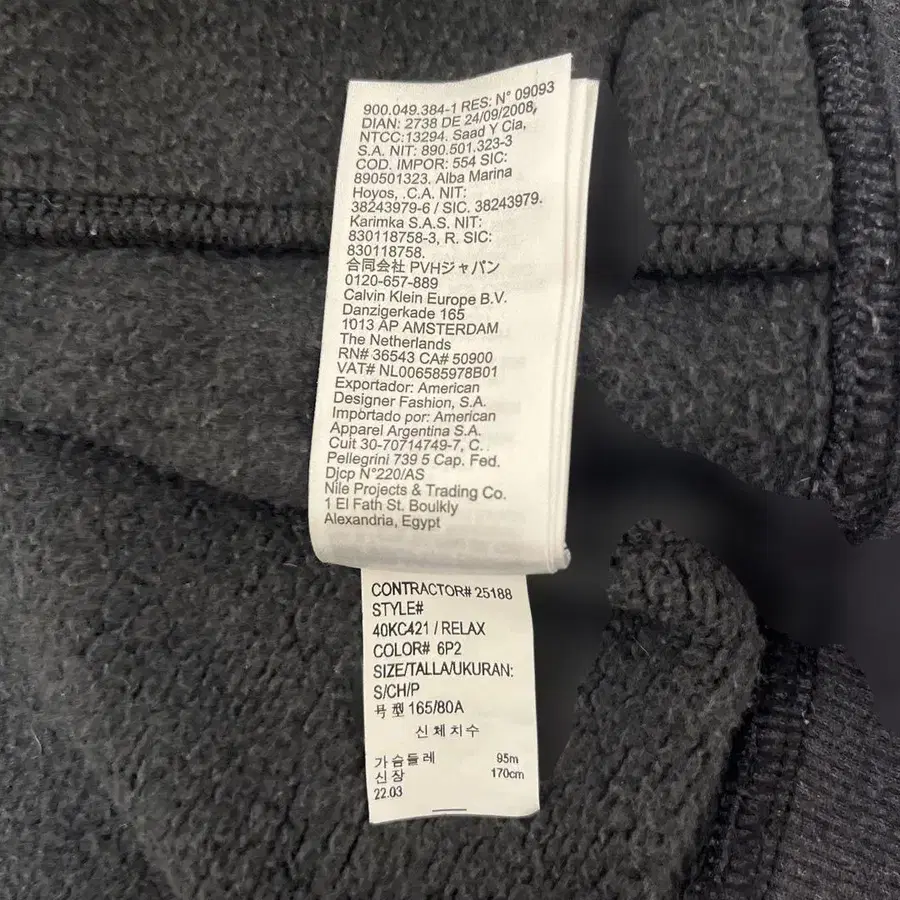 900.049.384-1 RES: N° 09093
DIAN: 2738 DE 24/09/2008,
NTCC:13294. Saad Y Cia,
S.A. NIT: 890.501.323-3
COD. IMPOR: 554 SIC:
890501323. Alba Marina
Hoyos, .C.A. NIT:
38243979-6 / SIC. 38243979.
Karimka S.A.S. NIT:
830118758-3, R. SIC:
830118758.
合同会社 PVHジャパン
0120-657-889
Calvin Klein Europe B.V.
Danzigerkade 165
1013 AP AMSTERDAM
The Netherlands
RN# 36543 CA# 50900
VAT# NL006585978B01
Exportador: American
Designer Fashion, S.A.
Importado por: American
Apparel Argentina S.A.
Cuit 30-70714749-7, C.
Pellegrini 739 5 Cap. Fed.
Djcp N°220/AS
Nile Projects & Trading Co.
1 El Fath St. Boulkly
Alexandria, Egypt
CONTRACTOR# 25188
STYLE#
40KC421 / RELAX
COLOR# 6P2
SIZE/TALLA/UKURAN:
S/CH/P
号型 165/80A
신체치수
가슴둘레 95m
신장 170cm
22.03